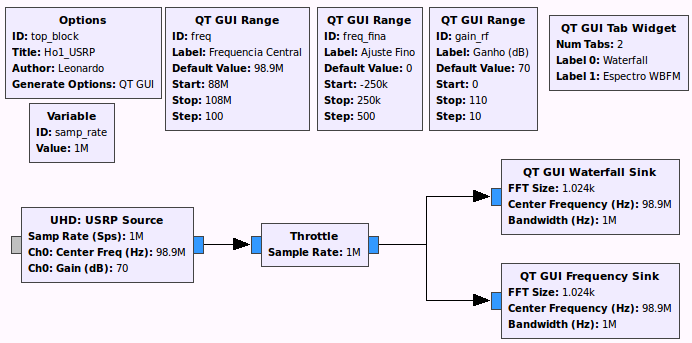 Options
ID: top_block
Title: Ho1_USRP
Author: Leonardo
Generate Options: QT GUI
QT GUI Range
ID: freq
Label: Frequencia Central
Default Value: 98.9M
Start: 88M
Stop: 108M
Step: 100
QT GUI Range
ID: freq_fina
Label: Ajuste Fino
Default Value: 0
Start: -250k
Stop: 250k
Step: 500
QT GUI Range
ID: gain_rf
Label: Ganho (dB)
Default Value: 70
Start: 0
Stop: 110
Step: 10
QT GUI Tab Widget
Num Tabs: 2
Label 0: Waterfall
Label 1: Espectro WBFM
Variable
ID: samp_rate
Value: 1M
UHD: USRP Source
Samp Rate (Sps): 1M
Ch0: Center Freq (Hz): 98.9M
Ch0: Gain (dB): 70
Throttle
Sample Rate: 1M
QT GUI Waterfall Sink
FFT Size: 1.024k
Center Frequency (Hz): 98.9M
Bandwidth (Hz): 1M
QT GUI Frequency Sink
FFT Size: 1.024k
Center Frequency (Hz): 98.9M
Bandwidth (Hz): 1M